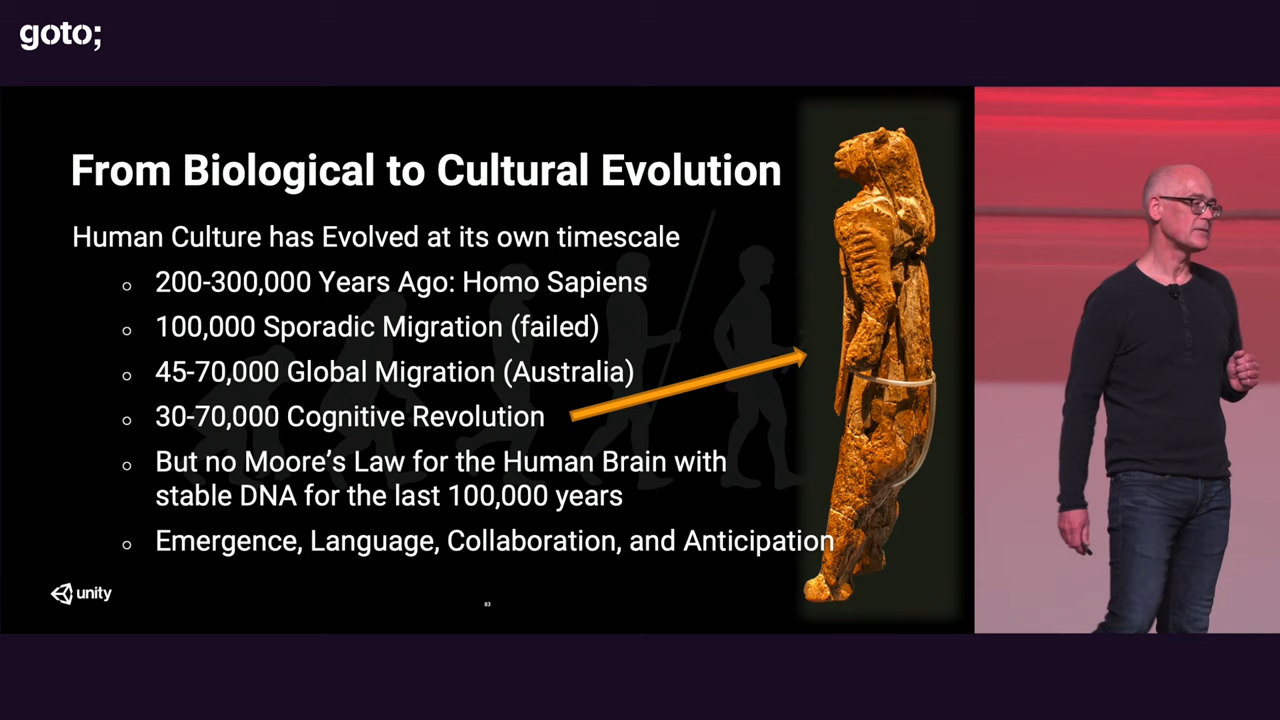 goto;
From Biological to Cultural Evolution
Human Culture has Evolved at its own timescale
○ 200-300,000 Years Ago: Homo Sapiens
○ 100,000 Sporadic Migration (failed)
○ 45-70,000 Global Migration (Australia)
○ 30-70,000 Cognitive Revolution
○ But no Moore’s Law for the Human Brain with
stable DNA for the last 100,000 years
○ Emergence, Language, Collaboration, and Anticipation
unity
83